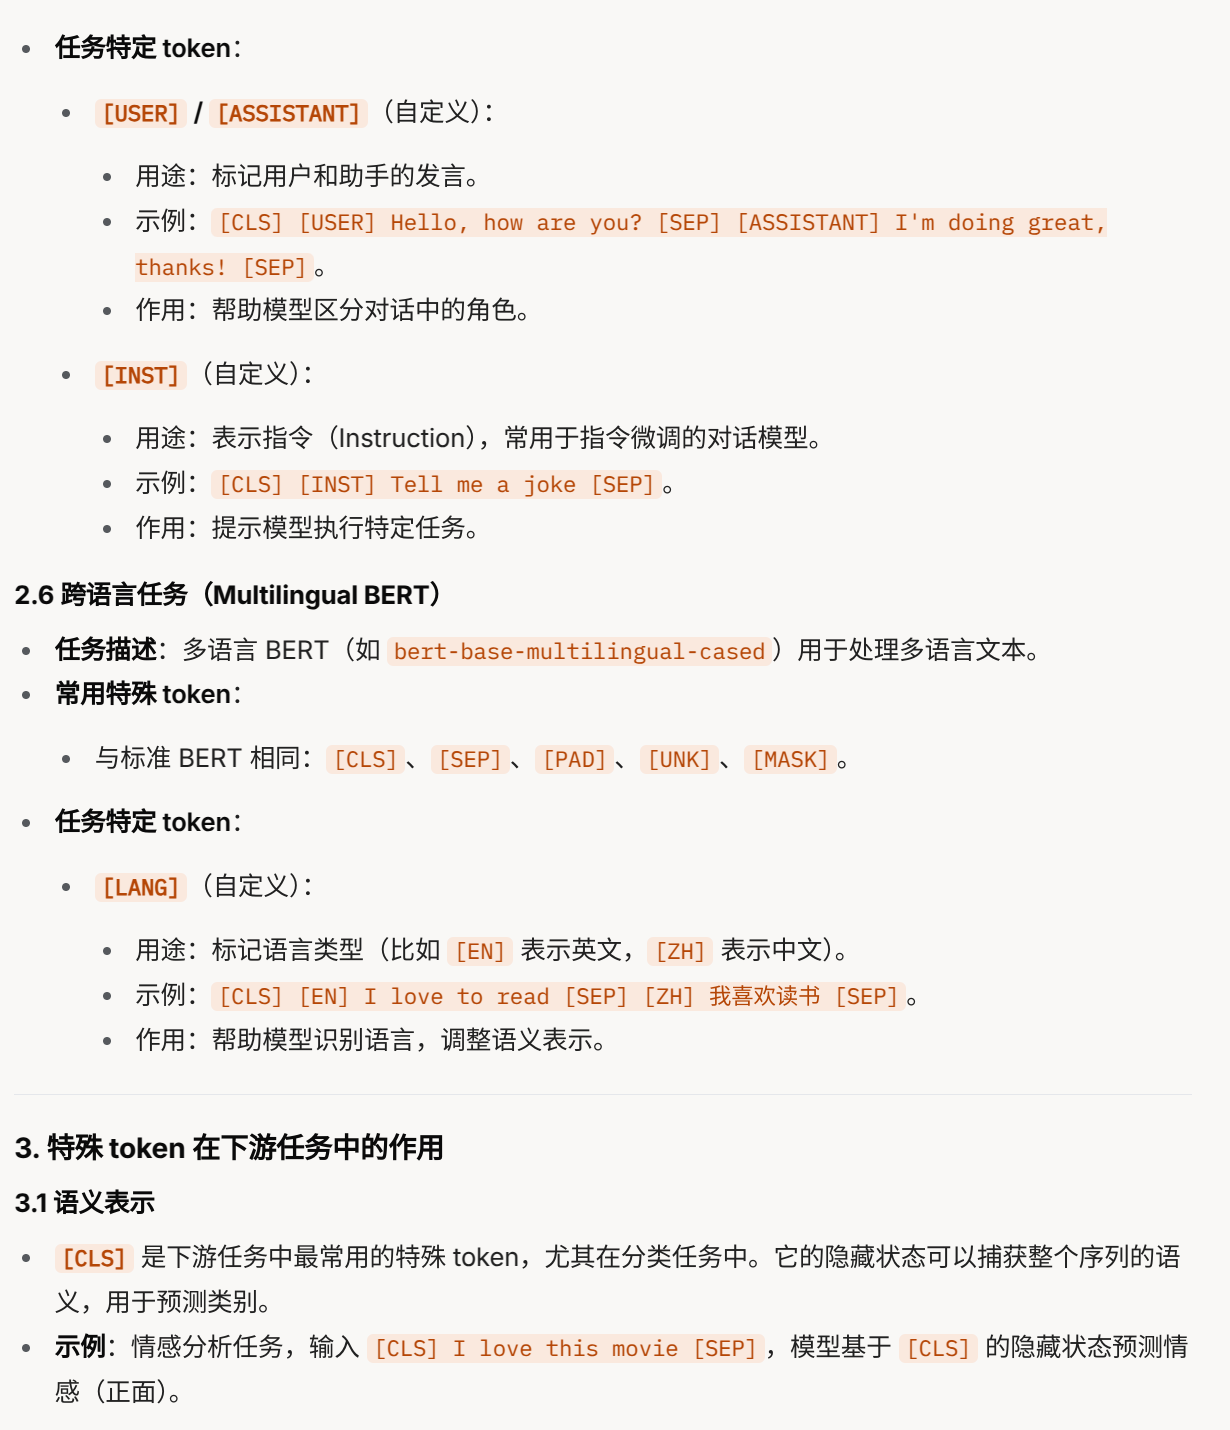 任务特定 token：
[USER] / [ASSISTANT]（自定义）：
用途：标记用户和助手的发言。
示例：[CLS] [USER] Hello, how are you? [SEP] [ASSISTANT] I'm doing great,
thanks! [SEP]。
作用：帮助模型区分对话中的角色。
[INST]（自定义）：
用途：表示指令（Instruction），常用于指令微调的对话模型。
示例：[CLS] [INST] Tell me a joke [SEP]。
作用：提示模型执行特定任务。
2.6 跨语言任务（Multilingual BERT）
任务描述：多语言 BERT（如 bert-base-multilingual-cased）用于处理多语言文本。
常用特殊 token：
与标准 BERT 相同：[CLS]、[SEP]、[PAD]、[UNK]、[MASK]。
任务特定 token：
[LANG]（自定义）：
用途：标记语言类型（比如 [EN] 表示英文，[ZH] 表示中文）。
示例：[CLS] [EN] I love to read [SEP] [ZH] 我喜欢读书 [SEP]。
作用：帮助模型识别语言，调整语义表示。
3. 特殊 token 在下游任务中的作用
3.1 语义表示
[CLS] 是下游任务中最常用的特殊 token，尤其在分类任务中。它的隐藏状态可以捕获整个序列的语
义，用于预测类别。
示例：情感分析任务，输入 [CLS] I love this movie [SEP]，模型基于 [CLS] 的隐藏状态预测情
感（正面）。